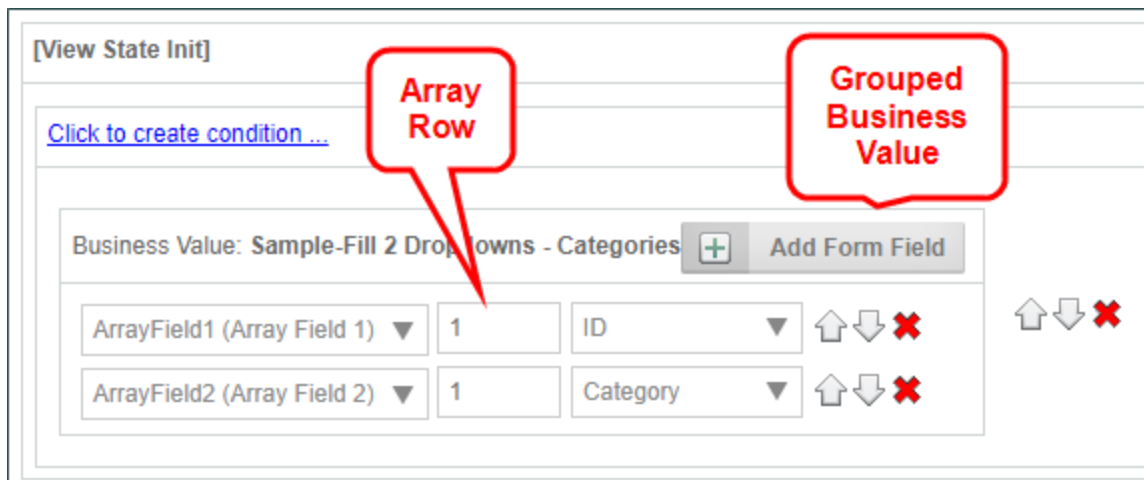 [View State Init]
Array
Row
Grouped
Business
Value
Click to create condition ...
Business Value: Sample-Fill 2 Dropdowns - Categories
Add Form Field
ArrayField1 (Array Field 1) 1 ID
ArrayField2 (Array Field 2) 1 Category